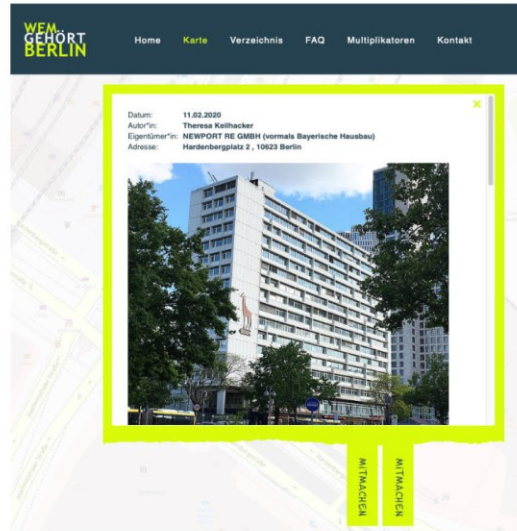 WEM
GEHÖRT
BERLIN
Home Karte Verzeichnis FAQ Multiplikatoren Kontakt
×
Datum: 11.02.2020
Autor*in: Theresa Keilhacker
Eigentümer*in: NEWPORT RE GMBH (vormals Bayerische Hausbau)
Adresse: Hardenbergplatz 2 , 10623 Berlin
MITMACHEN
MITMACHEN